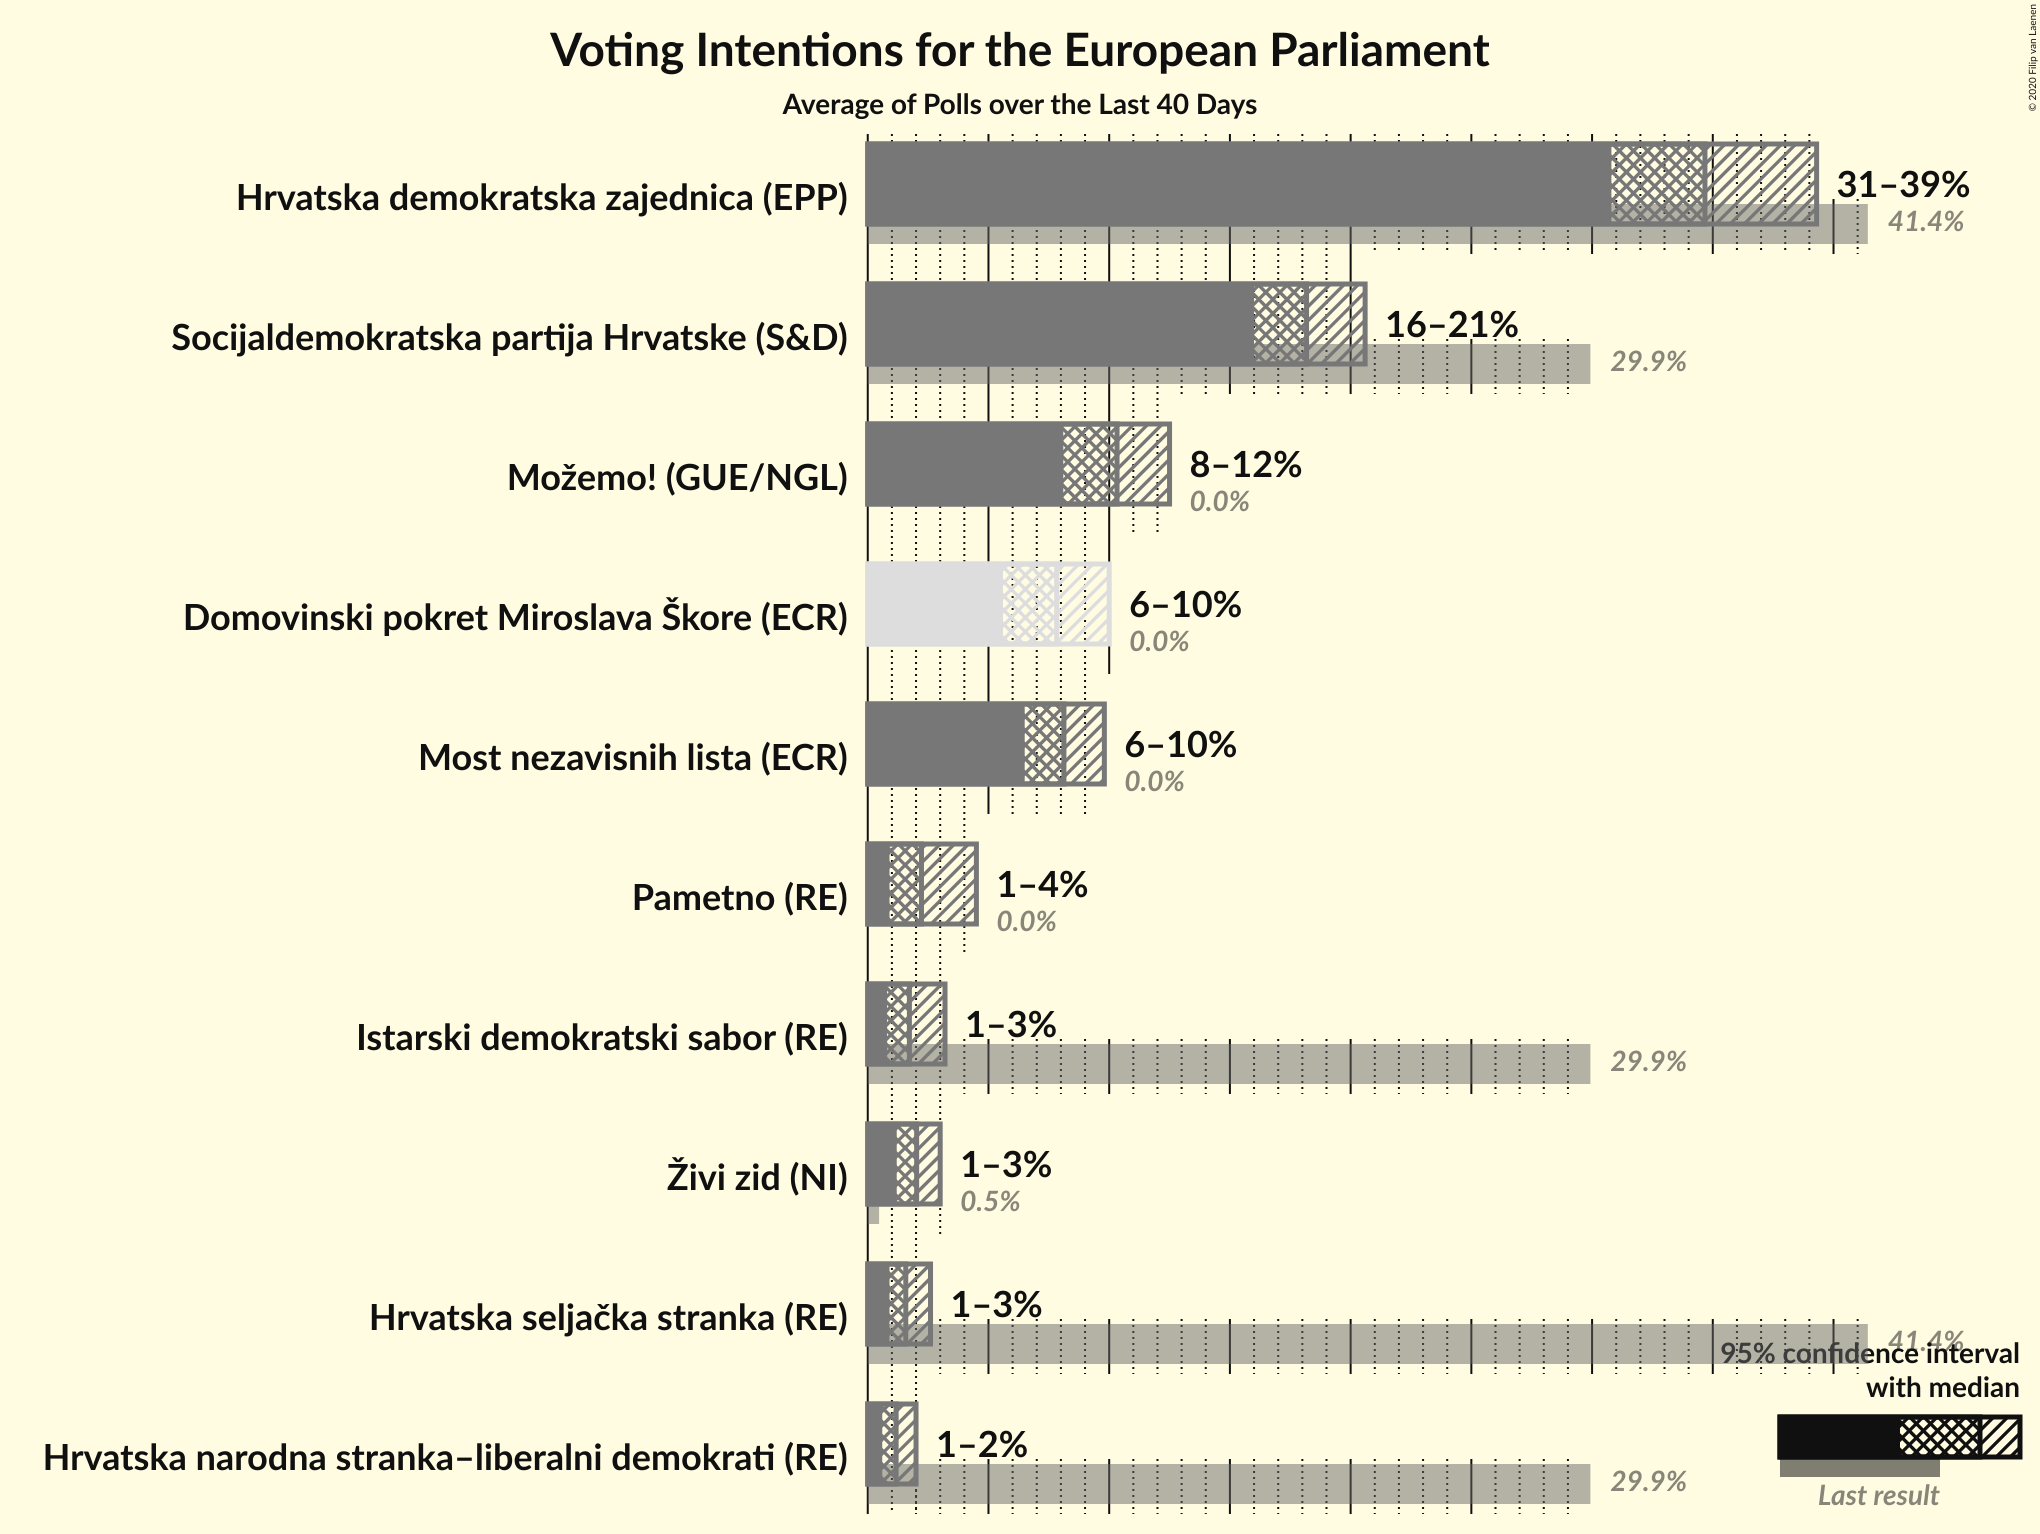 Voting Intentions for the European Parliament
Average of Polls over the Last 40 Days
© 2020 Filip van Laenen
Hrvatska demokratska zajednica (EPP)
31–39%
41.4%
Socijaldemokratska partija Hrvatske (S&D)
16–21%
29.9%
Možemo! (GUE/NGL)
8–12%
0.0%
Domovinski pokret Miroslava Škore (ECR)
6–10%
0.0%
Most nezavisnih lista (ECR)
6–10%
0.0%
Pametno (RE)
1–4%
0.0%
Istarski demokratski sabor (RE)
1–3%
29.9%
Živi zid (NI)
1–3%
0.5%
Hrvatska seljačka stranka (RE)
1–3%
41.4%
Hrvatska narodna stranka–liberalni demokrati (RE)
1–2%
29.9%
95% confidence interval
with median
Last result